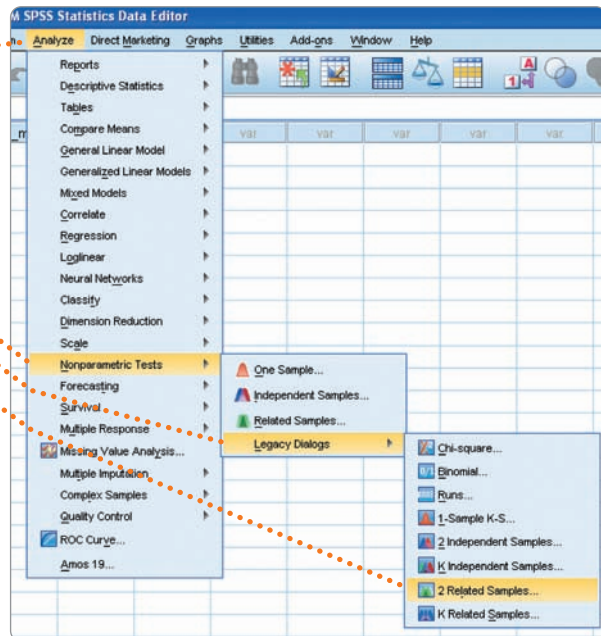 M SPSS Statistics Data Editor
Analyze Direct Marketing Graphs Utilities Add-ons Window Help
Reports
Descriptive Statistics
Tables
Compare Means
General Linear Model
Generalized Linear Models
Mixed Models
Correlate
Regression
Loglinear
Neural Networks
Classify
Dimension Reduction
Scale
Nonparametric Tests
Forecasting
Survival
Multiple Response
Missing Value Analysis...
Multiple Imputation
Complex Samples
Quality Control
ROC Curve...
Amos 19...
var var var var var
One Sample...
Independent Samples...
Related Samples...
Legacy Dialogs
Chi-square...
0/1 Binomial...
Runs...
1-Sample K-S...
2 Independent Samples...
K Independent Samples...
2 Related Samples...
K Related Samples...